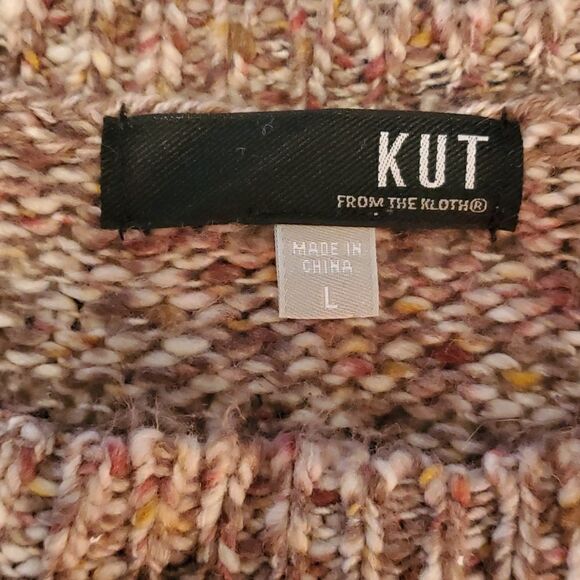 KUT
FROM THE KLOTH®
MADE IN
CHINA
L